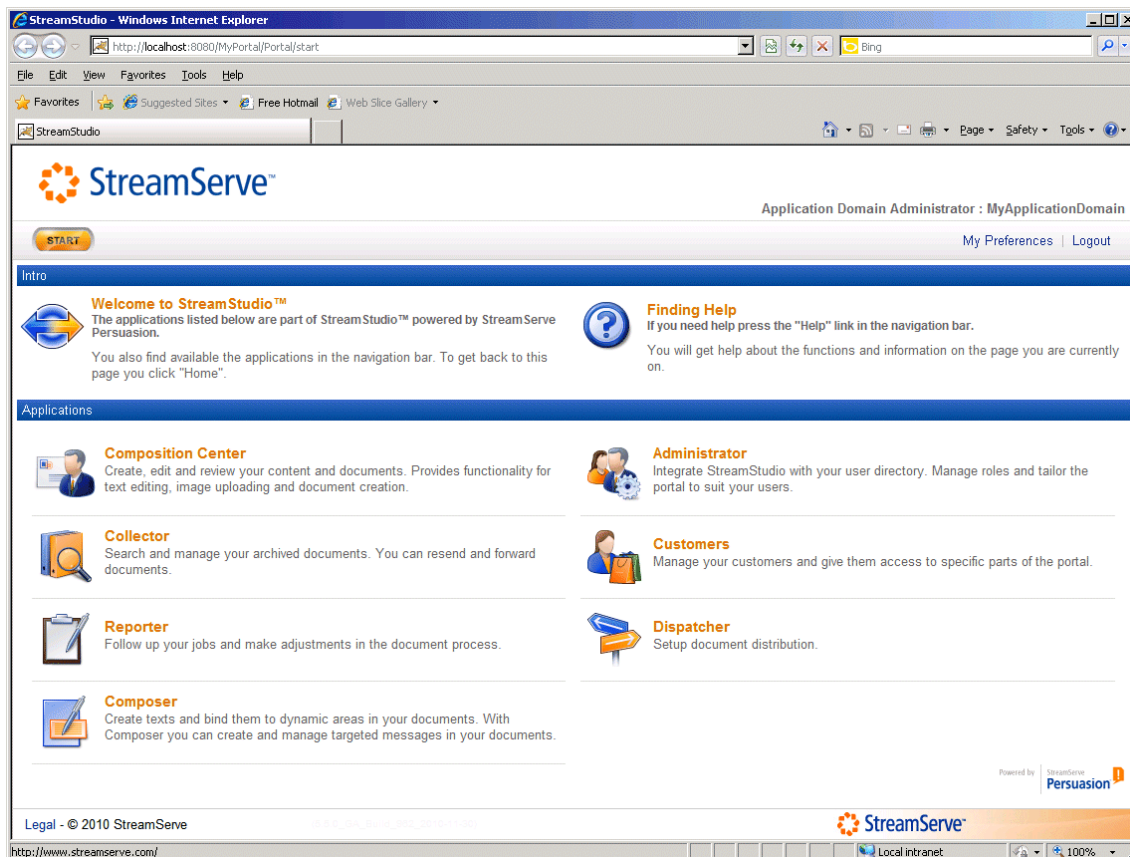 StreamStudio - Windows Internet Explorer
http://localhost:8080/MyPortal/Portal/start
Bing
File Edit View Favorites Tools Help
Favorites Suggested Sites Free Hotmail Web Slice Gallery
StreamStudio
Page Safety Tools
StreamServe™
Application Domain Administrator : MyApplicationDomain
START
My Preferences | Logout
Intro
Welcome to StreamStudio™
The applications listed below are part of StreamStudio™ powered by StreamServe
Persuasion.
You also find available the applications in the navigation bar. To get back to this
page you click "Home".
Finding Help
If you need help press the "Help" link in the navigation bar.
You will get help about the functions and information on the page you are currently
on.
Applications
Composition Center
Create, edit and review your content and documents. Provides functionality for
text editing, image uploading and document creation.
Administrator
Integrate StreamStudio with your user directory. Manage roles and tailor the
portal to suit your users.
Collector
Search and manage your archived documents. You can resend and forward
documents.
Customers
Manage your customers and give them access to specific parts of the portal.
Reporter
Follow up your jobs and make adjustments in the document process.
Dispatcher
Setup document distribution.
Composer
Create texts and bind them to dynamic areas in your documents. With
Composer you can create and manage targeted messages in your documents.
Powered by
StreamServe
Persuasion
Legal - © 2010 StreamServe
StreamServe™
http://www.streamserve.com/
Local intranet
100%